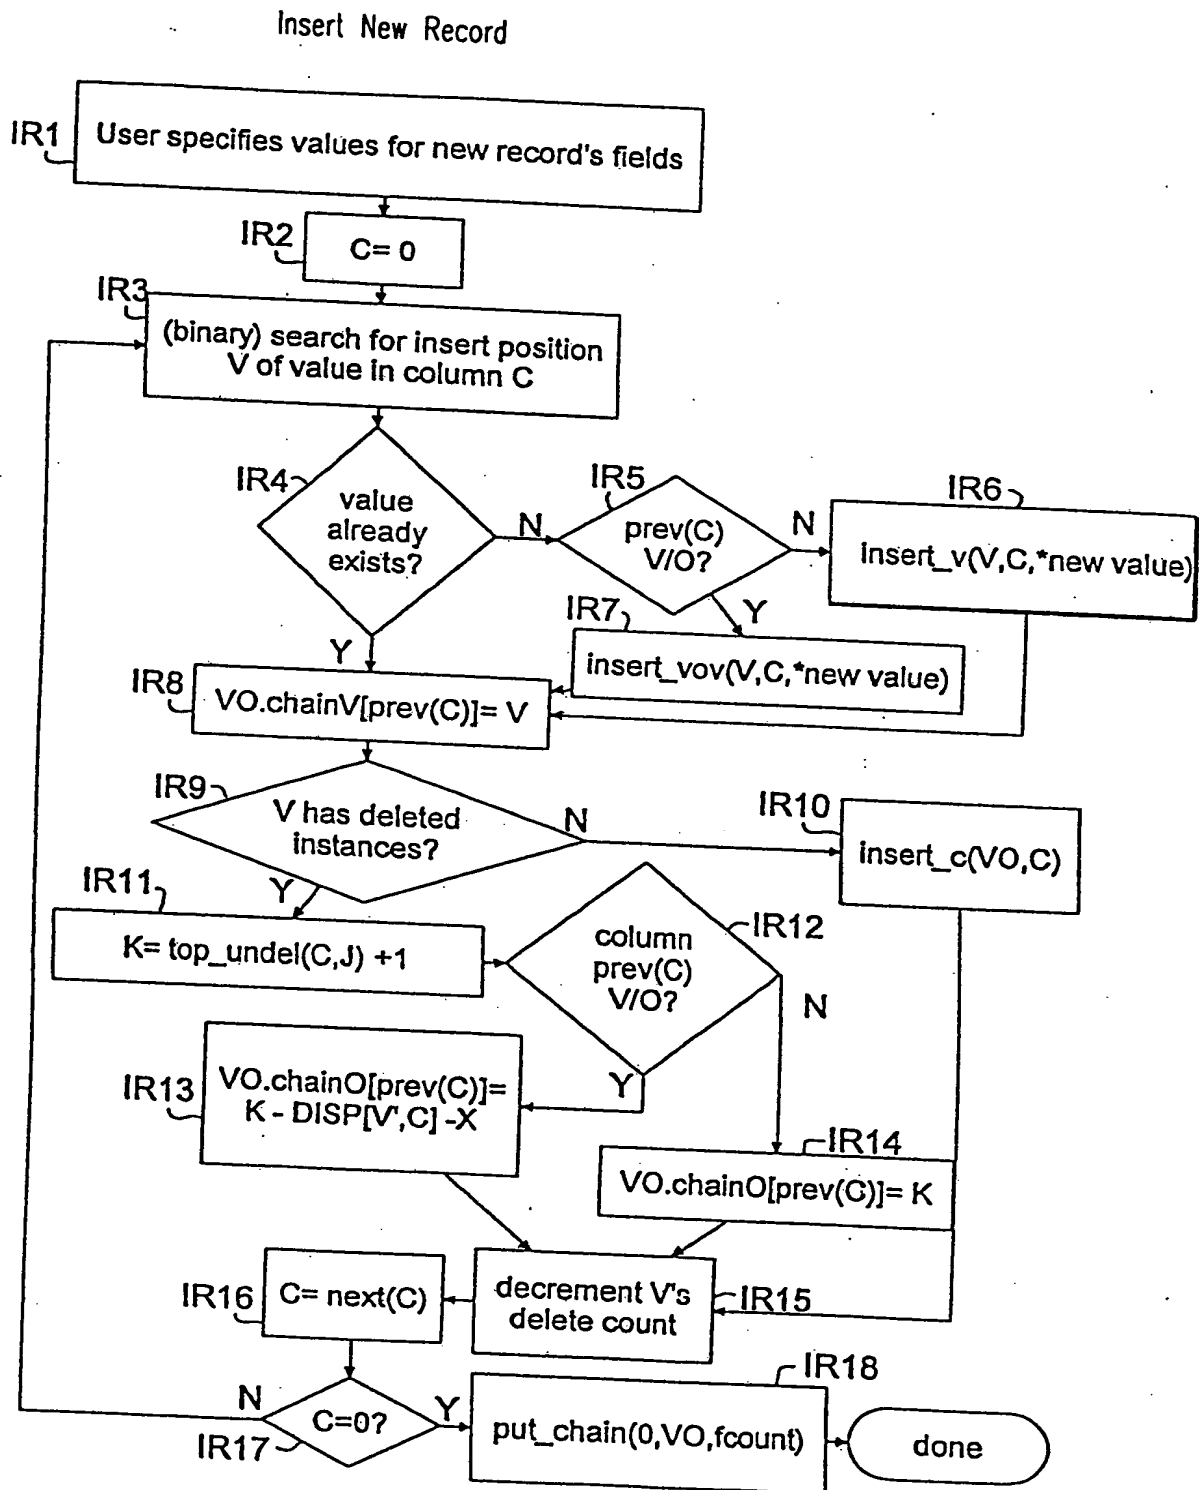 Insert New Record
IR1
User specifies values for new record's fields
IR2
C= 0
IR3
(binary) search for insert position
V of value in column C
IR4
value
already
exists?
N
Y
IR5
prev(C)
V/O?
N
Y
IR6
insert_v(V,C,*new value)
IR7
insert_vov(V,C,*new value)
IR8
VO.chainV[prev(C)]= V
IR9
V has deleted
instances?
N
Y
IR10
insert_c(VO,C)
IR11
K= top_undel(C,J) +1
IR12
column
prev(C)
V/O?
N
Y
IR13
VO.chainO[prev(C)]=
K - DISP[V',C] -X
IR14
VO.chainO[prev(C)]= K
IR15
decrement V's
delete count
IR16
C= next(C)
IR17
C=0?
N
Y
IR18
put_chain(0,VO,fcount)
done